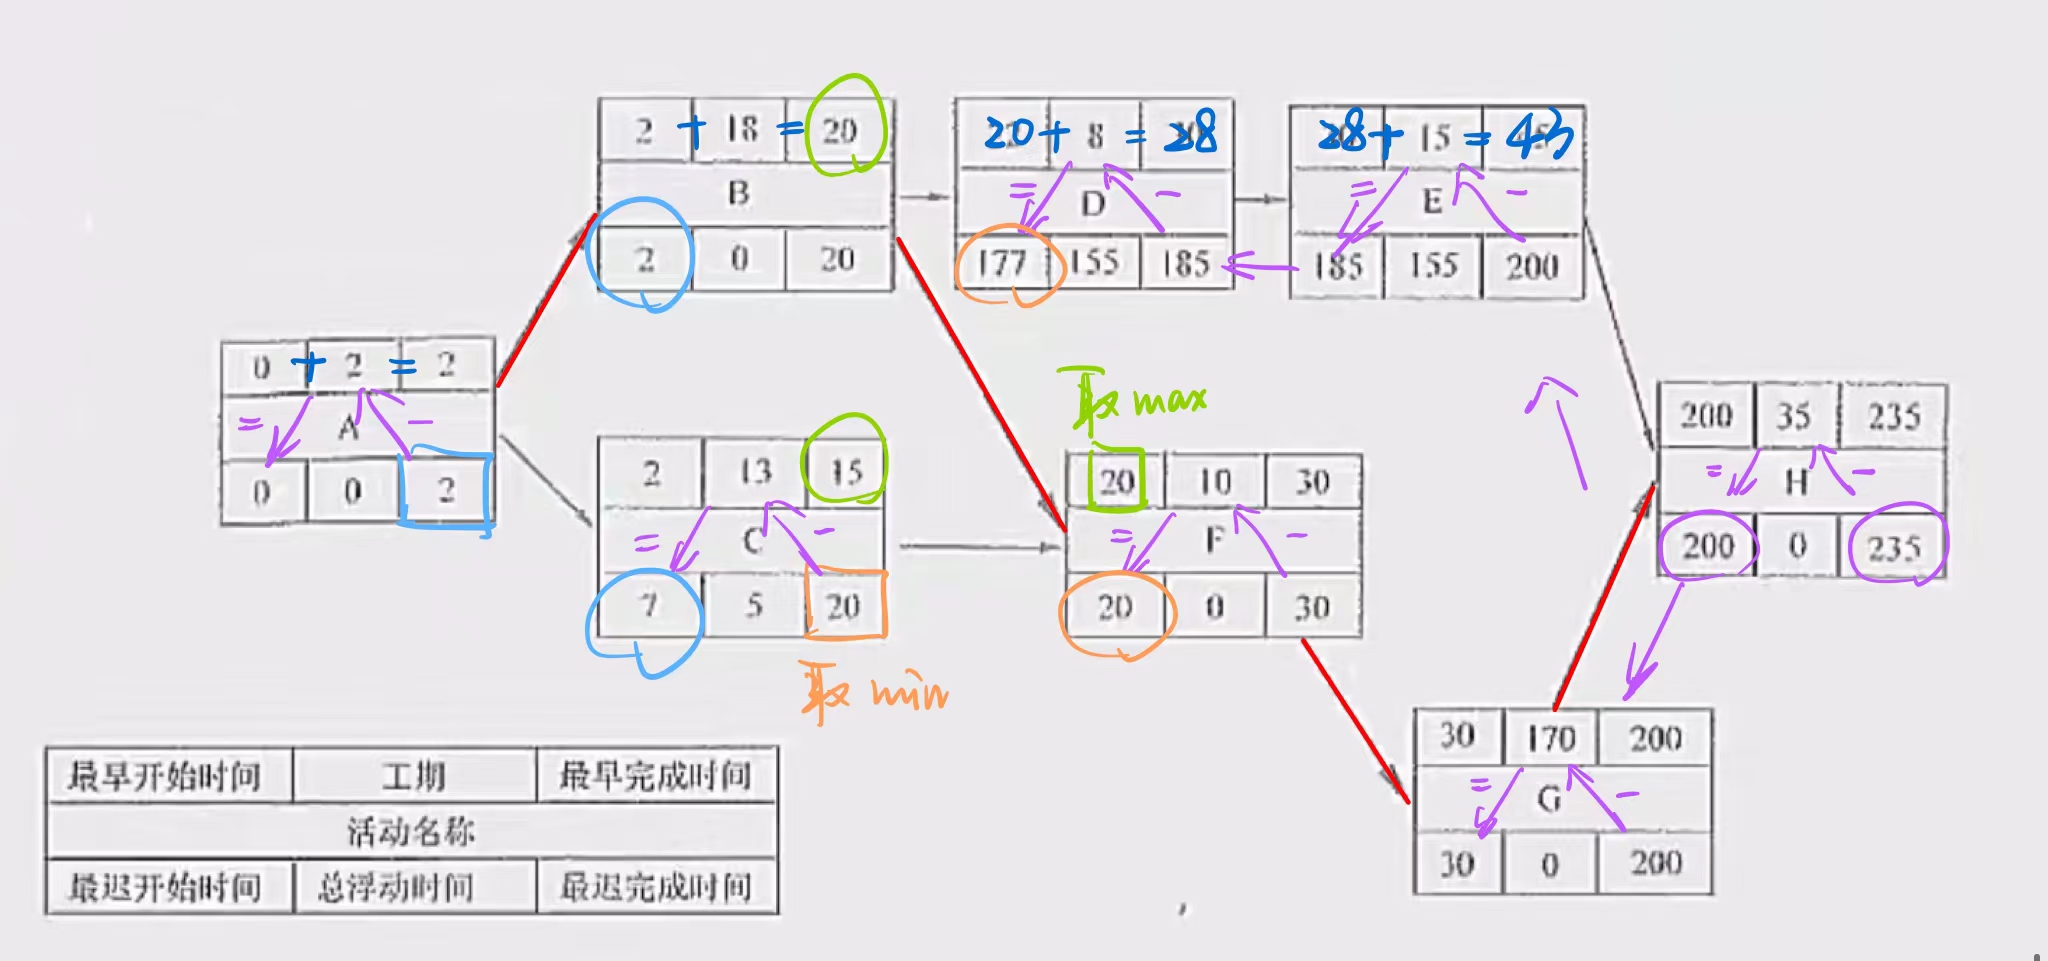 2 + 18 = 20
B
2 0 20
20 + 8 = 28
D
177 155 185
28 + 15 = 43
E
185 155 200
0 + 2 = 2
= A -
0 0 2
2 13 15
= C -
7 5 20
取 min
取 max
20 10 30
= F -
20 0 30
200 35 235
= H -
200 0 235
30 170 200
= G -
30 0 200
最早开始时间 工期 最早完成时间
活动名称
最迟开始时间 总浮动时间 最迟完成时间